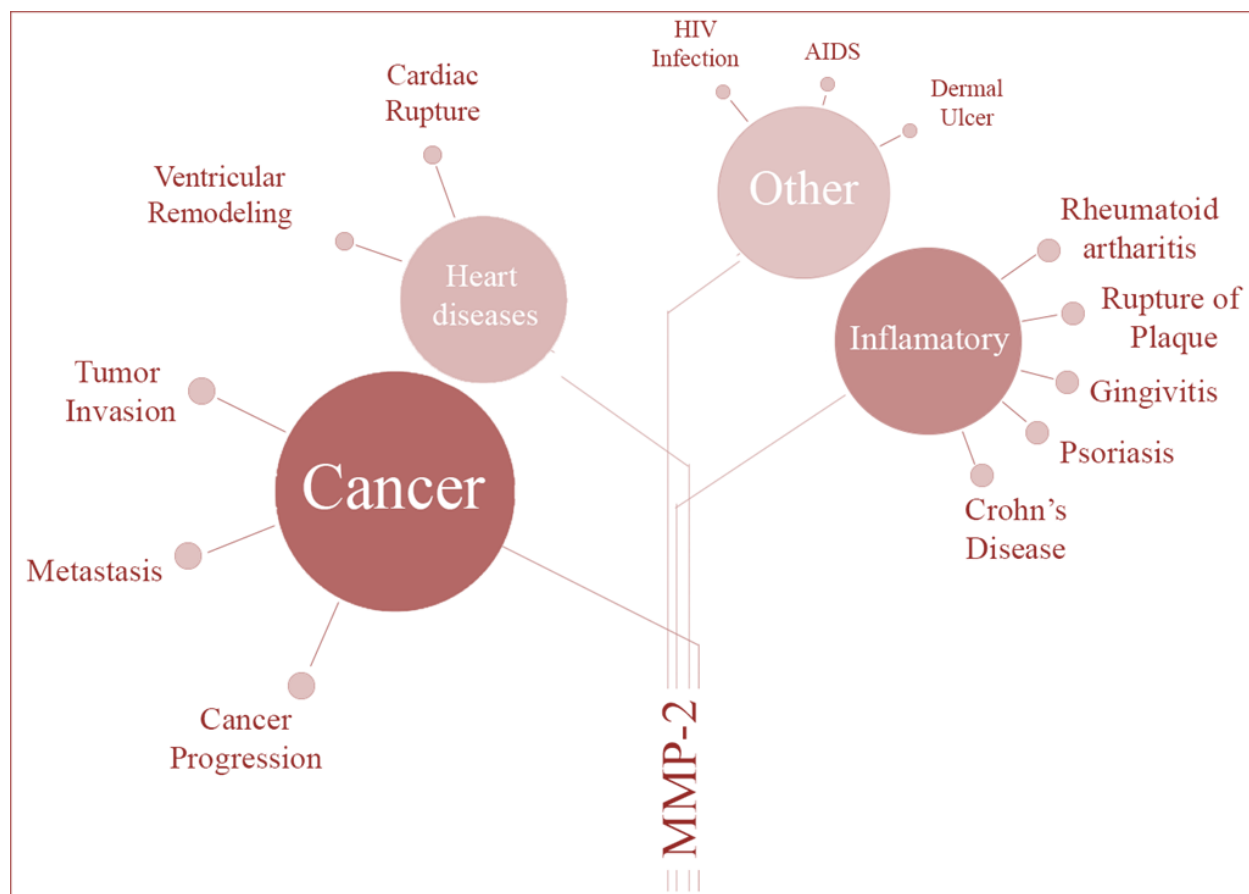 HIV
Infection
AIDS
Dermal
Ulcer
Other
Cardiac
Rupture
Ventricular
Remodeling
Heart
diseases
Rheumatoid
artharitis
Rupture of
Plaque
Inflamatory
Gingivitis
Psoriasis
Crohn’s
Disease
Tumor
Invasion
Cancer
Metastasis
Cancer
Progression
MMP-2